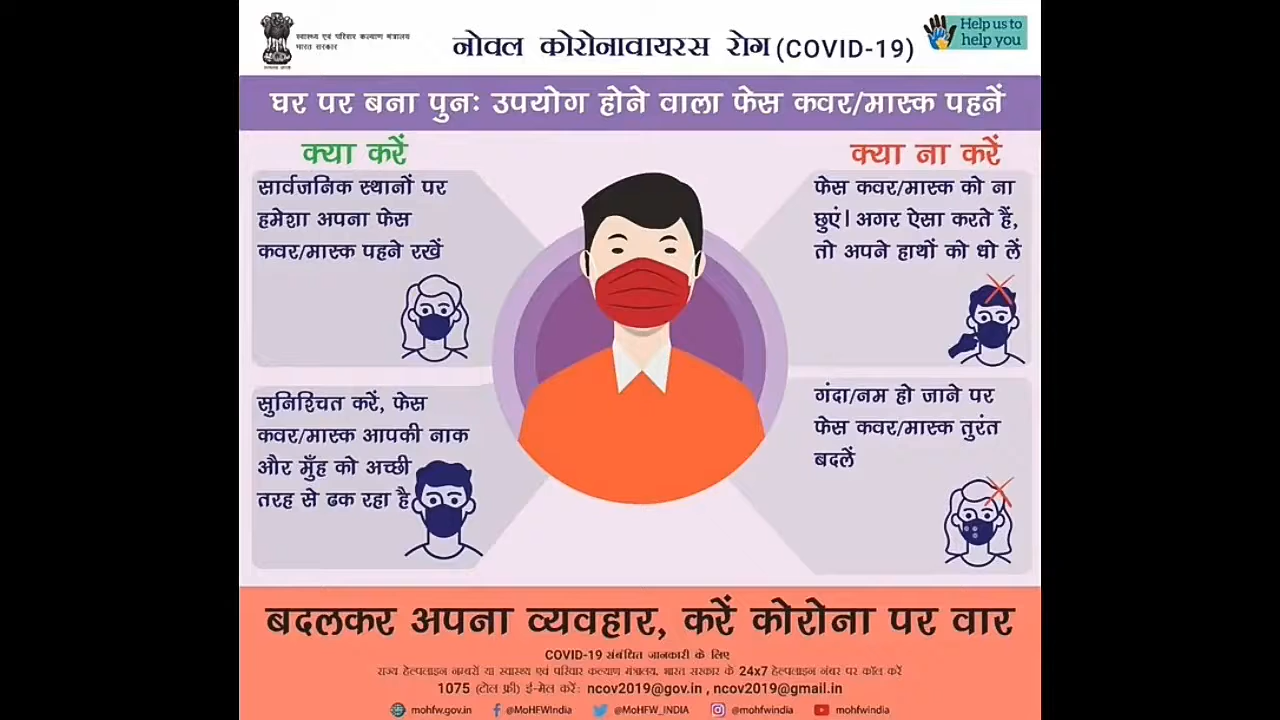 स्वास्थ्य एवं परिवार कल्याण मंत्रालय
भारत सरकार
सत्यमेव जयते
नोवल कोरोनावायरस रोग (COVID-19)
Help us to
help you
घर पर बना पुनः उपयोग होने वाला फेस कवर/मास्क पहनें
क्या करें
सार्वजनिक स्थानों पर
हमेशा अपना फेस
कवर/मास्क पहने रखें
सुनिश्चित करें, फेस
कवर/मास्क आपकी नाक
और मुँह को अच्छी
तरह से ढक रहा है
क्या ना करें
फेस कवर/मास्क को ना
छुएं। अगर ऐसा करते हैं,
तो अपने हाथों को धो लें
गंदा/नम हो जाने पर
फेस कवर/मास्क तुरंत
बदलें
बदलकर अपना व्यवहार, करें कोरोना पर वार
COVID-19 संबंधित जानकारी के लिए
राज्य हेल्पलाइन नम्बरों या स्वास्थ्य एवं परिवार कल्याण मंत्रालय, भारत सरकार के 24x7 हेल्पलाइन नंबर पर कॉल करें
1075 (टोल फ्री) ई-मेल करें: ncov2019@gov.in , ncov2019@gmail.in
mohfw.gov.in @MoHFWIndia @MoHFW_INDIA @mohfwindia mohfwindia